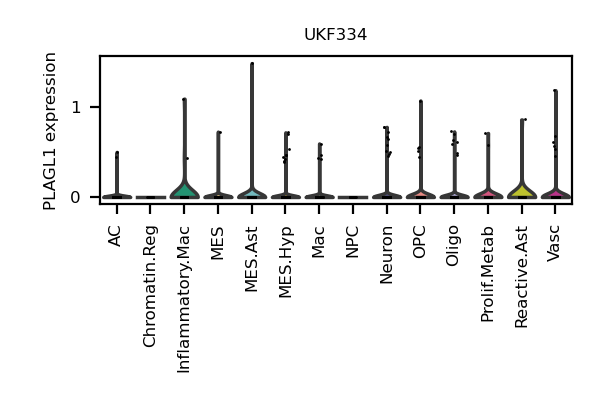 UKF334
PLAGL1 expression
1
0
AC
Chromatin.Reg
Inflammatory.Mac
MES
MES.Ast
MES.Hyp
Mac
NPC
Neuron
OPC
Oligo
Prolif.Metab
Reactive.Ast
Vasc